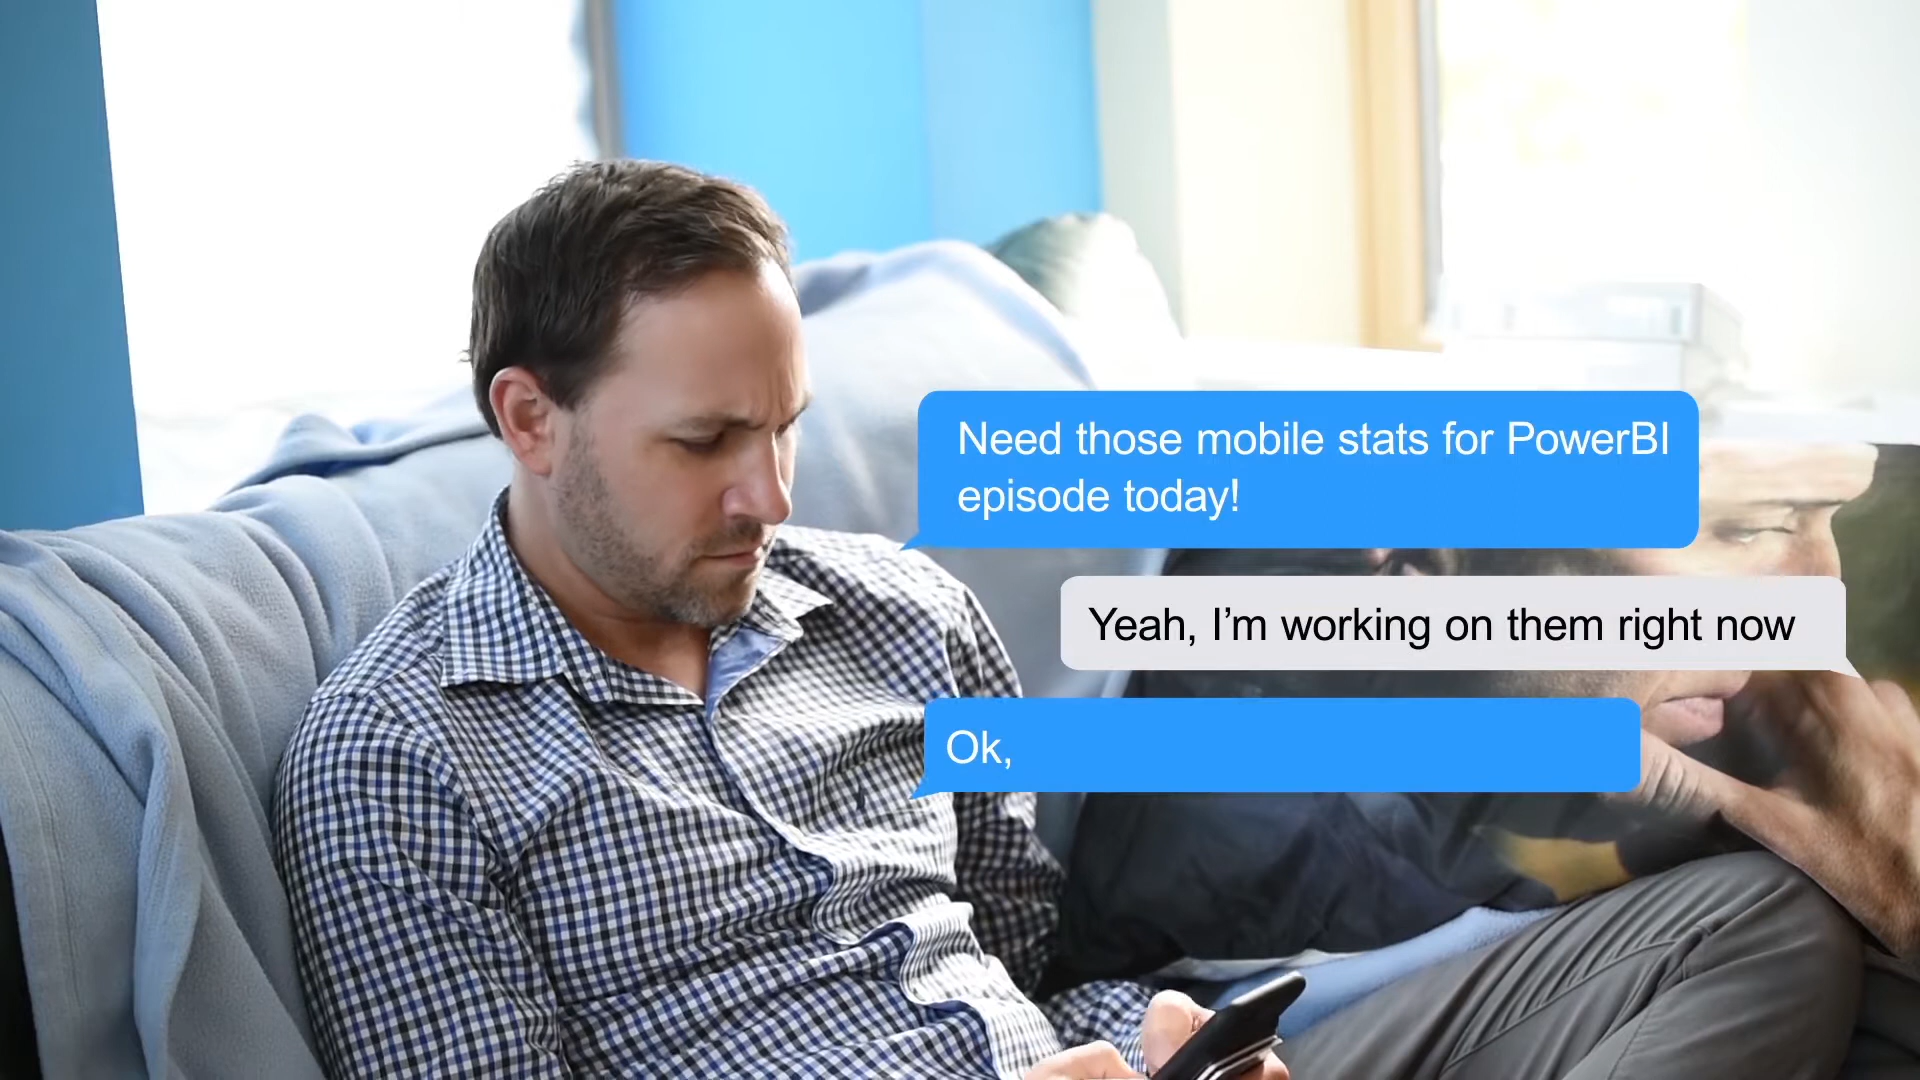 Need those mobile stats for PowerBI
episode today!
Yeah, I’m working on them right now
Ok,